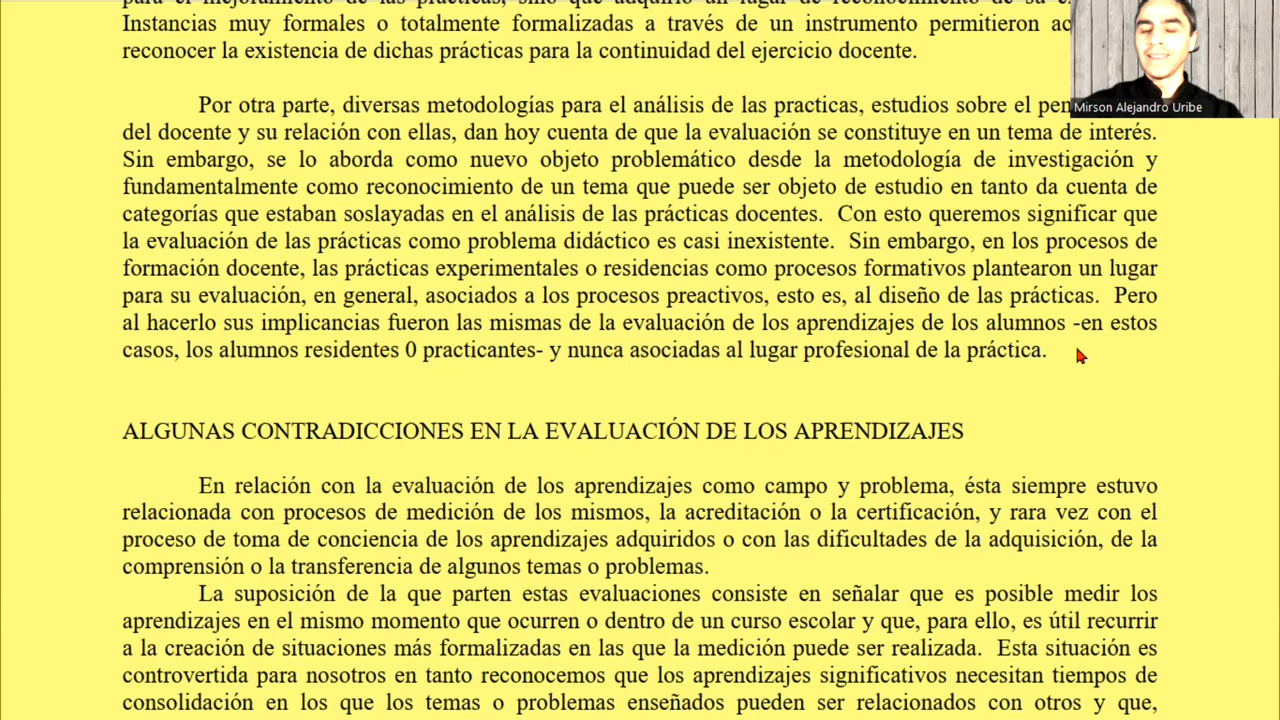 para el mejoramiento de las prácticas, sino que adquirió un lugar de reconocimiento de su
Instancias muy formales o totalmente formalizadas a través de un instrumento permitieron
reconocer la existencia de dichas prácticas para la continuidad del ejercicio docente.
Mirson Alejandro Uribe
Por otra parte, diversas metodologías para el análisis de las practicas, estudios sobre el
del docente y su relación con ellas, dan hoy cuenta de que la evaluación se constituye en un tema de interés.
Sin embargo, se lo aborda como nuevo objeto problemático desde la metodología de investigación y
fundamentalmente como reconocimiento de un tema que puede ser objeto de estudio en tanto da cuenta de
categorías que estaban soslayadas en el análisis de las prácticas docentes. Con esto queremos significar que
la evaluación de las prácticas como problema didáctico es casi inexistente. Sin embargo, en los procesos de
formación docente, las prácticas experimentales o residencias como procesos formativos plantearon un lugar
para su evaluación, en general, asociados a los procesos preactivos, esto es, al diseño de las prácticas. Pero
al hacerlo sus implicancias fueron las mismas de la evaluación de los aprendizajes de los alumnos -en estos
casos, los alumnos residentes 0 practicantes- y nunca asociadas al lugar profesional de la práctica.
ALGUNAS CONTRADICCIONES EN LA EVALUACIÓN DE LOS APRENDIZAJES
En relación con la evaluación de los aprendizajes como campo y problema, ésta siempre estuvo
relacionada con procesos de medición de los mismos, la acreditación o la certificación, y rara vez con el
proceso de toma de conciencia de los aprendizajes adquiridos o con las dificultades de la adquisición, de la
comprensión o la transferencia de algunos temas o problemas.
La suposición de la que parten estas evaluaciones consiste en señalar que es posible medir los
aprendizajes en el mismo momento que ocurren o dentro de un curso escolar y que, para ello, es útil recurrir
a la creación de situaciones más formalizadas en las que la medición puede ser realizada. Esta situación es
controvertida para nosotros en tanto reconocemos que los aprendizajes significativos necesitan tiempos de
consolidación en los que los temas o problemas enseñados pueden ser relacionados con otros y que,